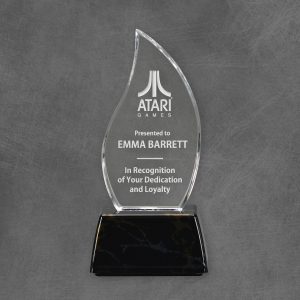 ATARI
GAMES
Presented to
EMMA BARRETT
In Recognition
of Your Dedication
and Loyalty